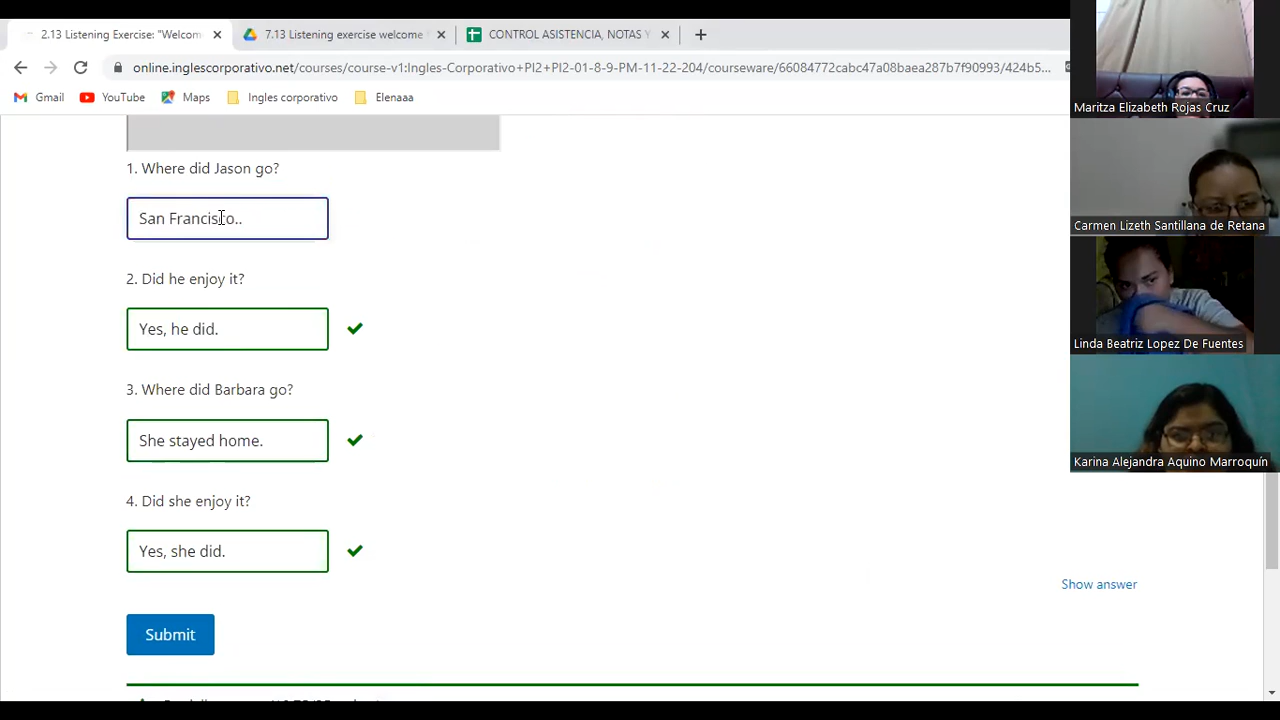 2.13 Listening Exercise: "Welcom
7.13 Listening exercise welcome
CONTROL ASISTENCIA, NOTAS Y
online.inglescorporativo.net/courses/course-v1:Ingles-Corporativo+PI2+PI2-01-8-9-PM-11-22-204/courseware/66084772cabc47a08baea287b7f90993/424b5...
Gmail
YouTube
Maps
Ingles corporativo
Elenaaa
1. Where did Jason go?
San Francisco..
2. Did he enjoy it?
Yes, he did.
3. Where did Barbara go?
She stayed home.
4. Did she enjoy it?
Yes, she did.
Show answer
Submit
Maritza Elizabeth Rojas Cruz
Carmen Lizeth Santillana de Retana
Linda Beatriz Lopez De Fuentes
Karina Alejandra Aquino Marroquín